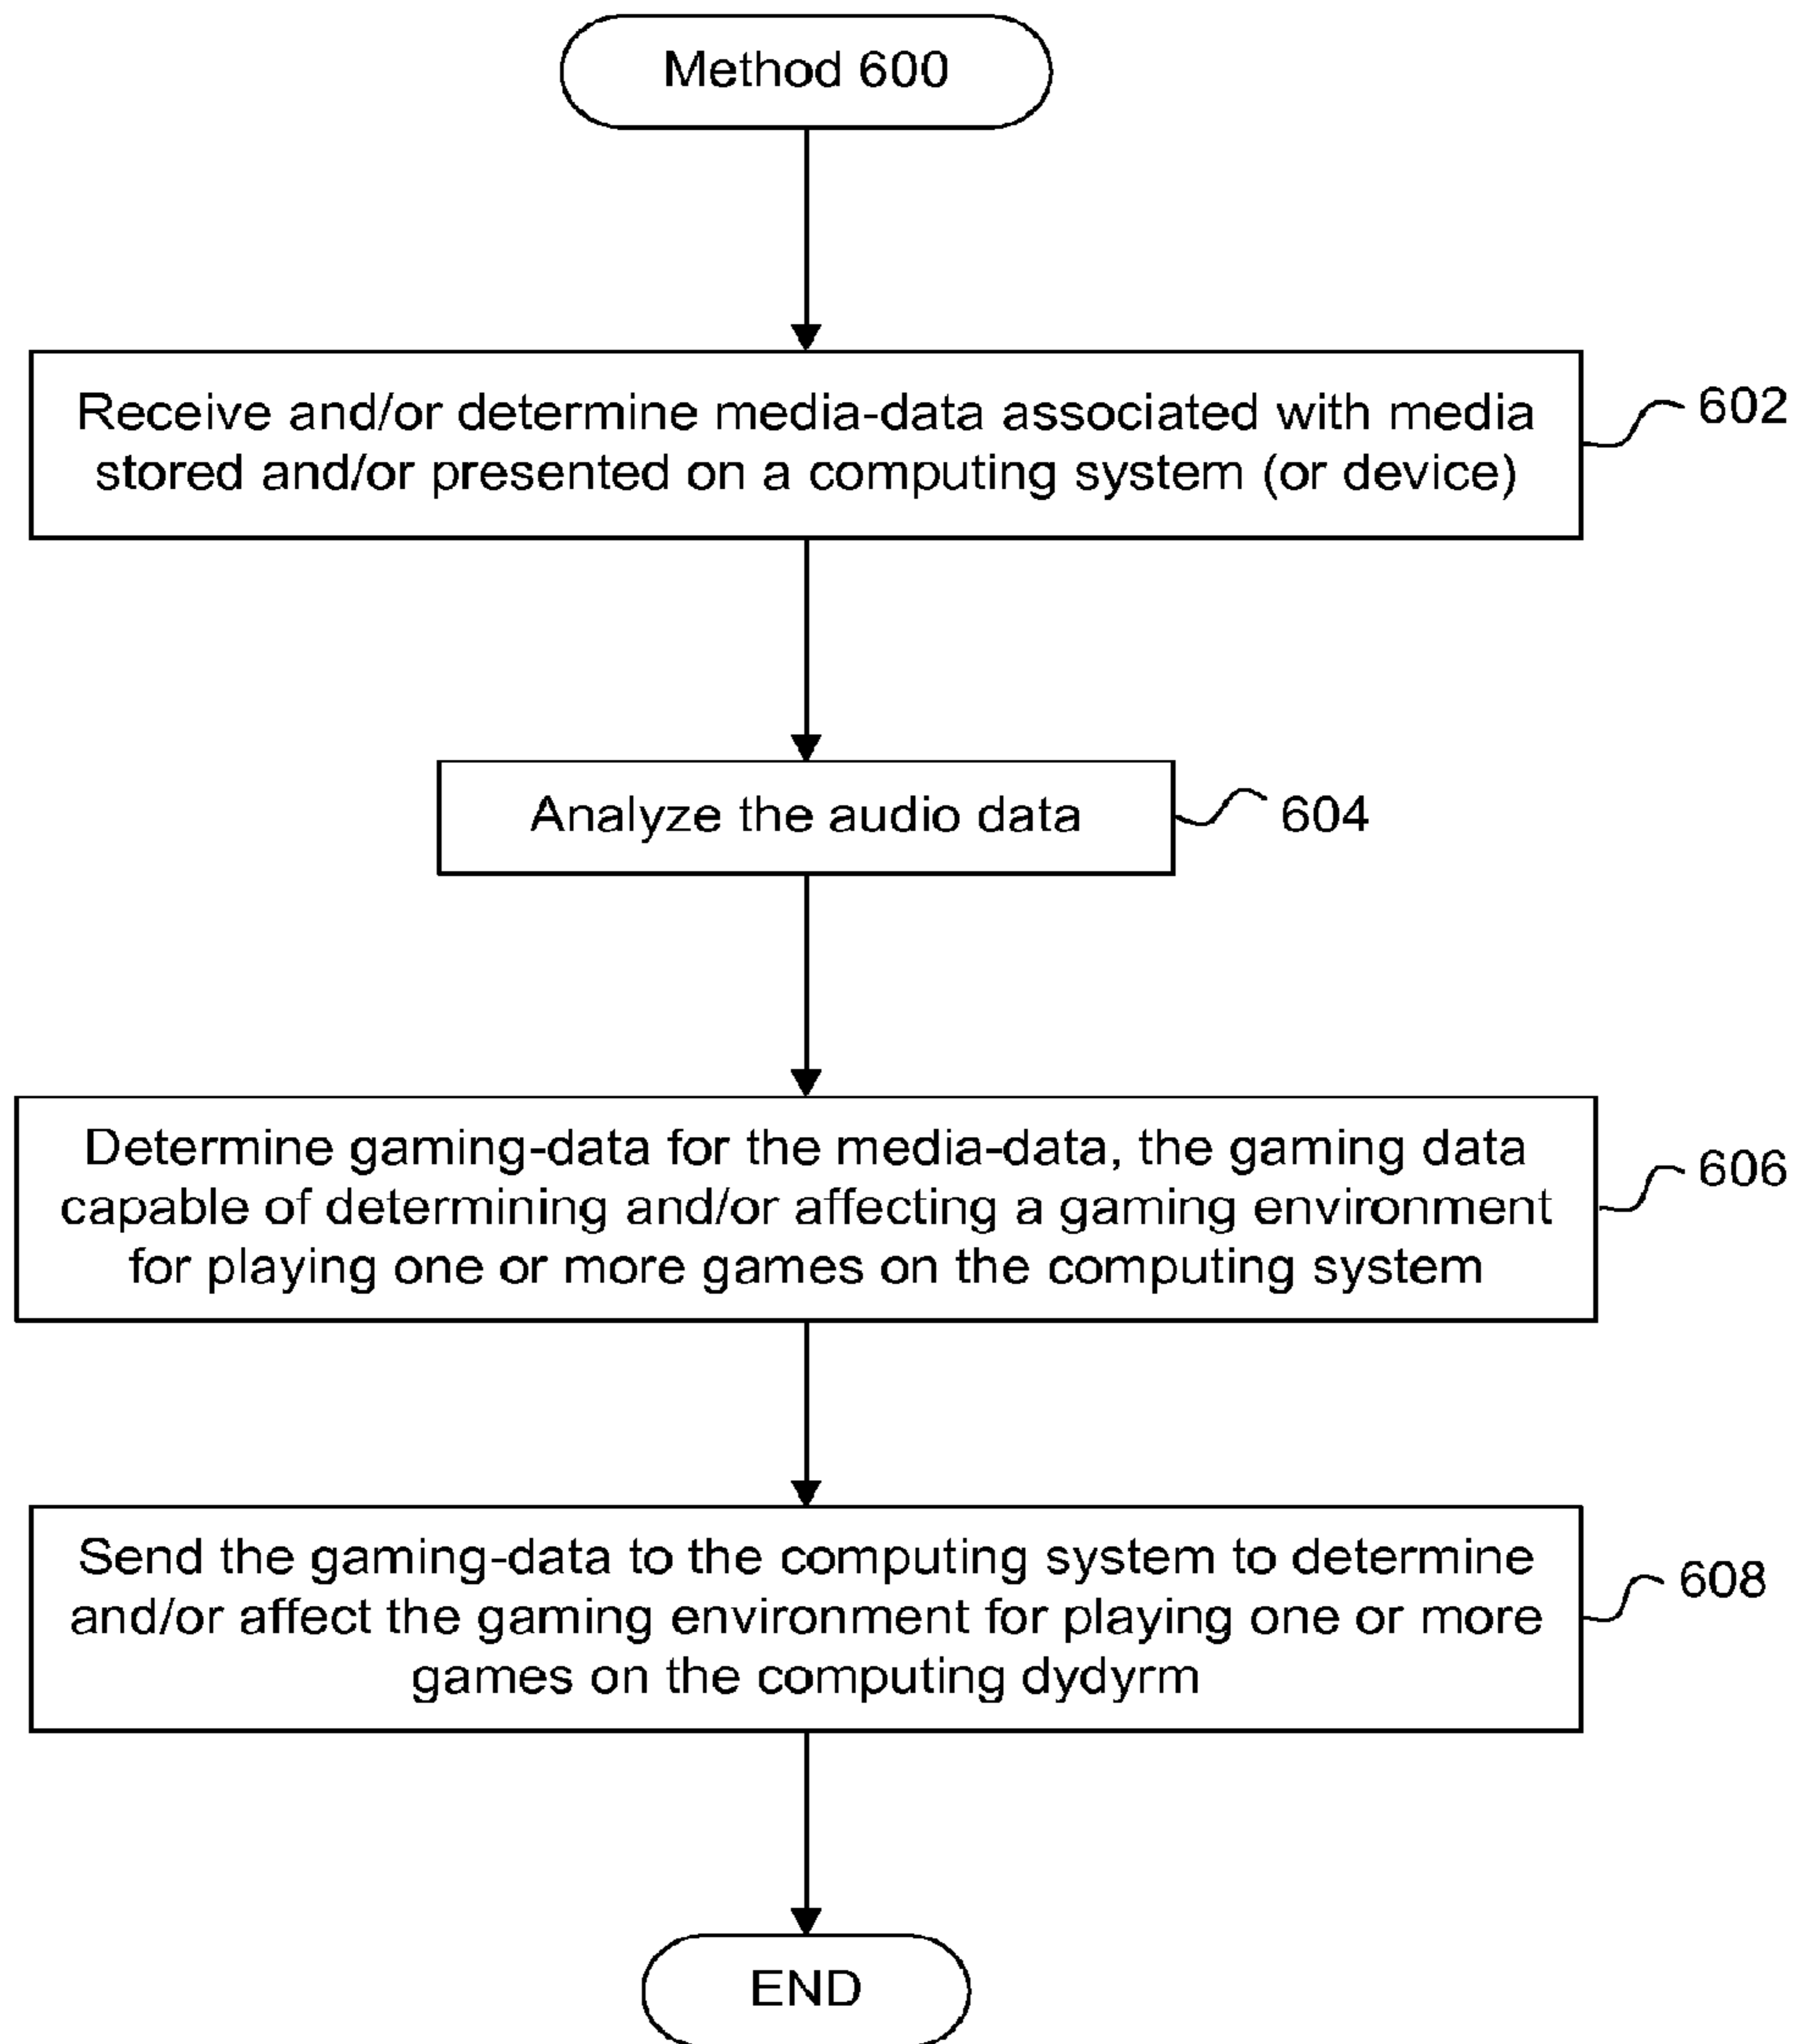 Method 600
Receive and/or determine media-data associated with media
stored and/or presented on a computing system (or device)
602
Analyze the audio data
604
Determine gaming-data for the media-data, the gaming data
capable of determining and/or affecting a gaming environment
for playing one or more games on the computing system
606
Send the gaming-data to the computing system to determine
and/or affect the gaming environment for playing one or more
games on the computing dydyrm
608
END